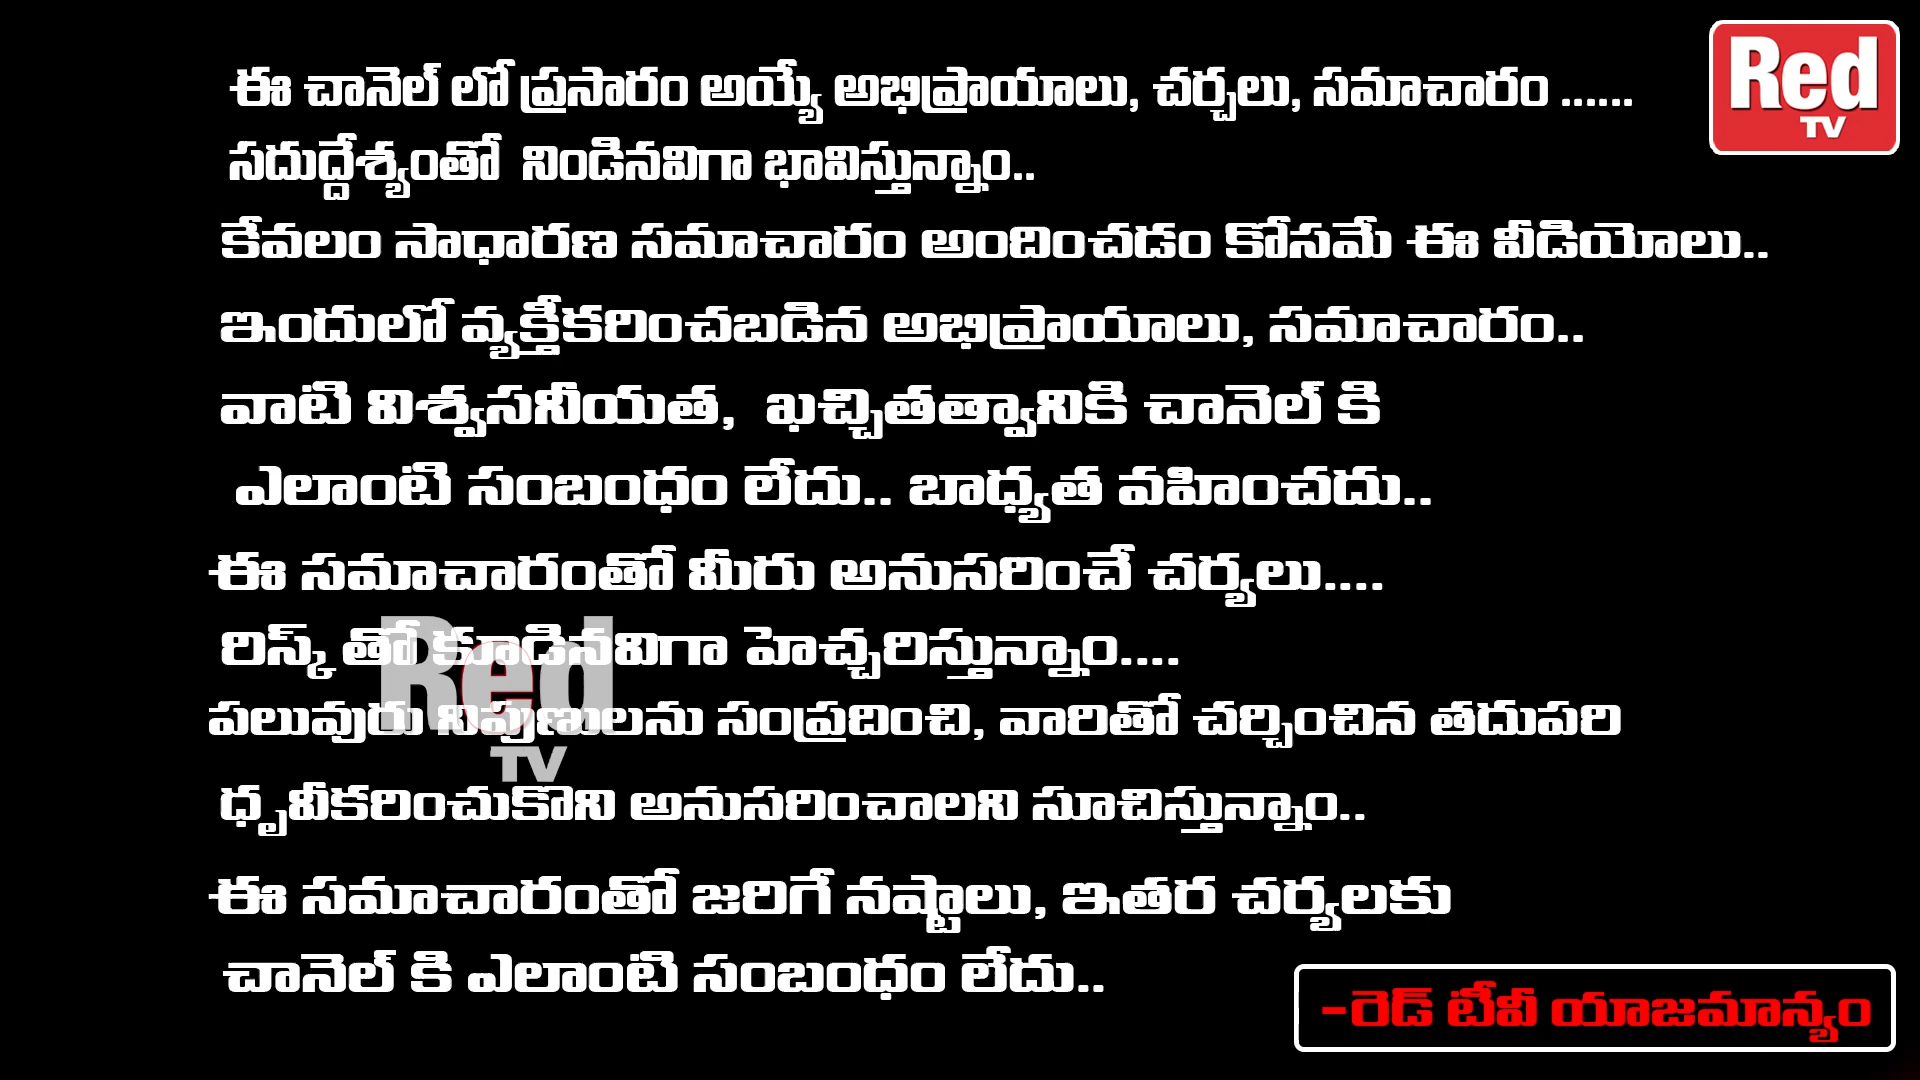 ఈ చానెల్ లో ప్రసారం అయ్యే అభిప్రాయాలు, చర్చలు, సమాచారం ......
Red
TV
సదుద్దేశ్యంతో నిండినవిగా భావిస్తున్నాం..
కేవలం సాధారణ సమాచారం అందించడం కోసమే ఈ వీడియోలు..
ఇందులో వ్యక్తీకరించబడిన అభిప్రాయాలు, సమాచారం..
వాటి విశ్వసనీయత, ఖచ్చితత్వానికి చానెల్ కి
ఎలాంటి సంబంధం లేదు.. బాధ్యత వహించదు..
ఈ సమాచారంతో మీరు అనుసరించే చర్యలు....
రిస్క్ తో కూడినవిగా హెచ్చరిస్తున్నాం....
పలువురు నిపుణులను సంప్రదించి, వారితో చర్చించిన తదుపరి
Red
TV
ధృవీకరించుకొని అనుసరించాలని సూచిస్తున్నాం..
ఈ సమాచారంతో జరిగే నష్టాలు, ఇతర చర్యలకు
చానెల్ కి ఎలాంటి సంబంధం లేదు..
-రెడ్ టీవీ యాజమాన్యం